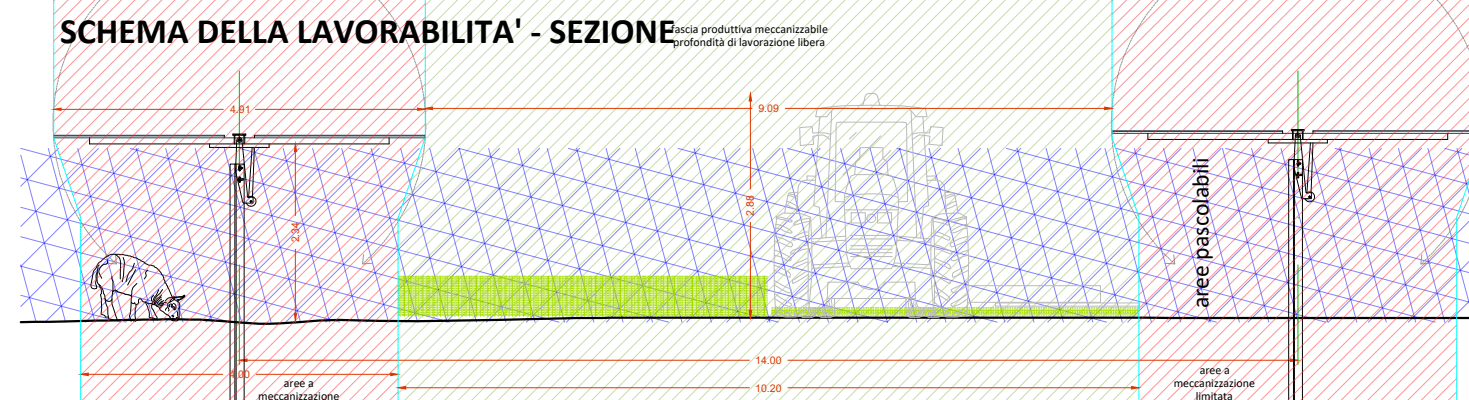 SCHEMA DELLA LAVORABILITA' - SEZIONE
fascia produttiva meccanizzabile
profondità di lavorazione libera
4.91
9.09
2.34
2.88
aree pascolabili
14.00
4.00
10.20
aree a
meccanizzazione
aree a
meccanizzazione
limitata